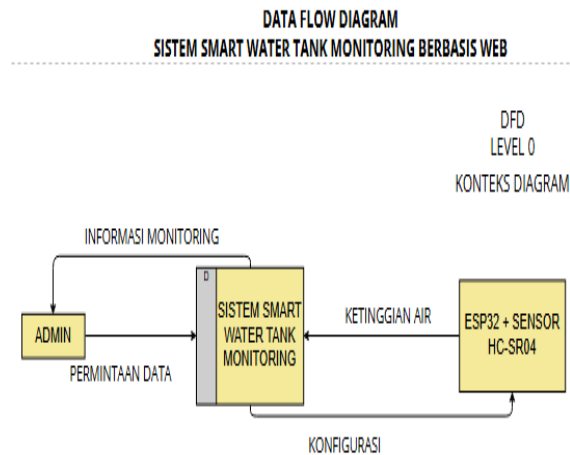 DATA FLOW DIAGRAM
SISTEM SMART WATER TANK MONITORING BERBASIS WEB
DFD
LEVEL 0
KONTEKS DIAGRAM
INFORMASI MONITORING
D
SISTEM SMART
WATER TANK
MONITORING
KETINGGIAN AIR
ESP32 + SENSOR
HC-SR04
ADMIN
PERMINTAAN DATA
KONFIGURASI